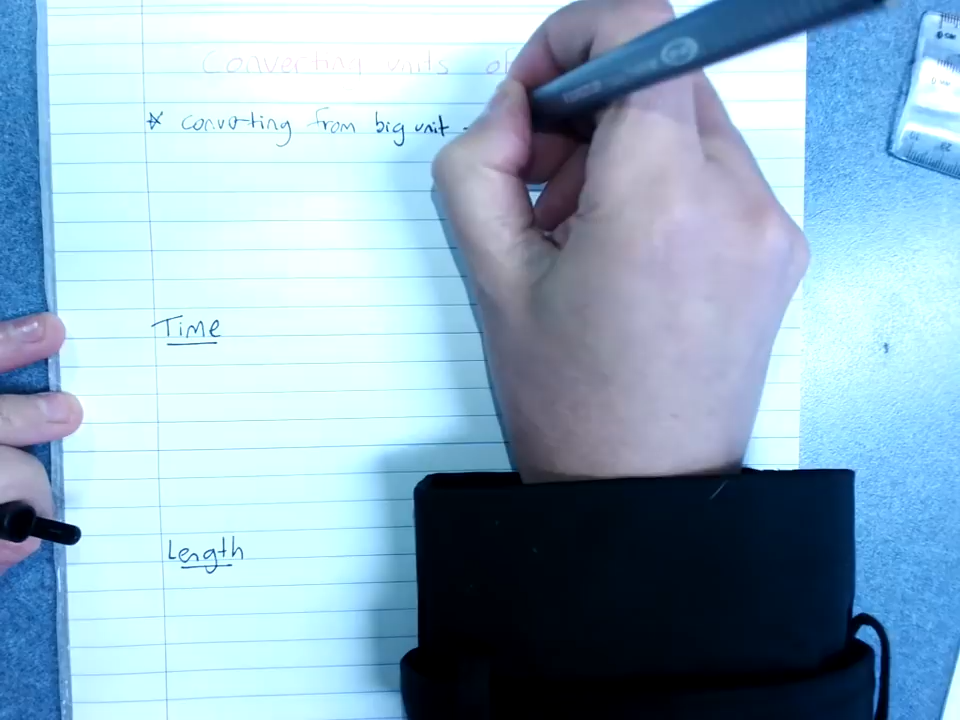 Converting units of
* converting from big unit -
Time
Length